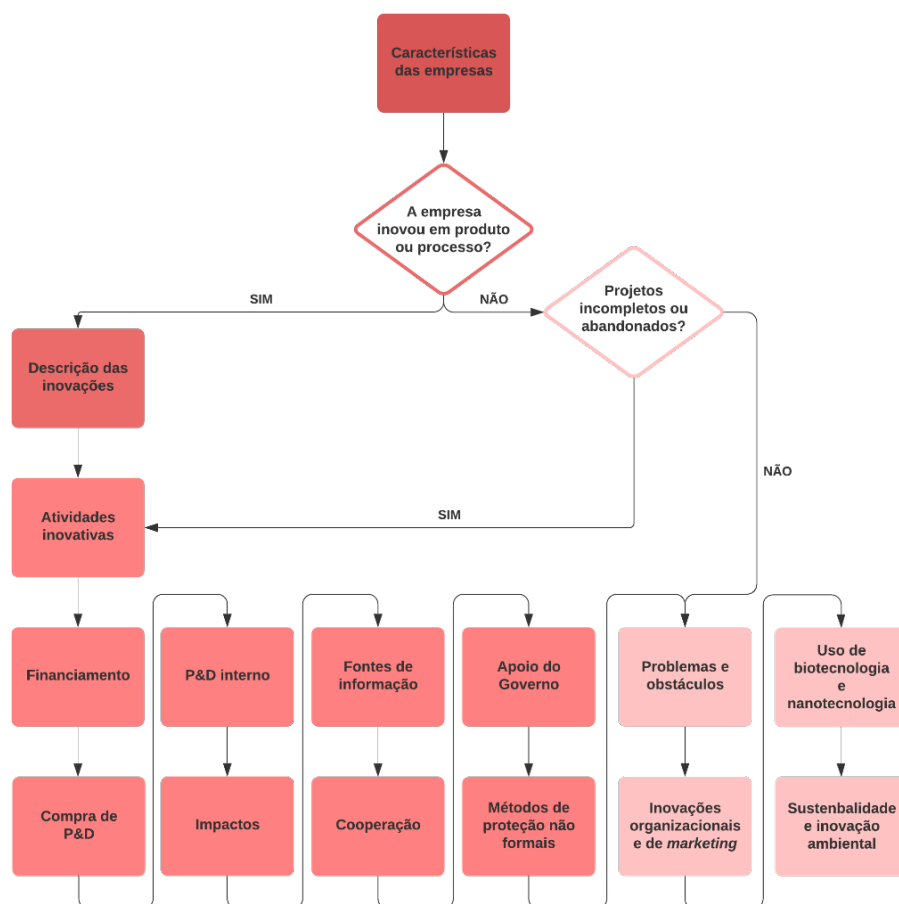 Características
das empresas
A empresa
inovou em produto
ou processo?
SIM
NÃO
Projetos
incompletos ou
abandonados?
Descrição das
inovações
NÃO
Atividades
inovativas
SIM
Financiamento
P&D interno
Fontes de
informação
Apoio do
Governo
Problemas e
obstáculos
Uso de
biotecnologia
e
nanotecnologia
Compra de
P&D
Impactos
Cooperação
Métodos de
proteção não
formais
Inovações
organizacionais
e de marketing
Sustenbalidade
e inovação
ambiental